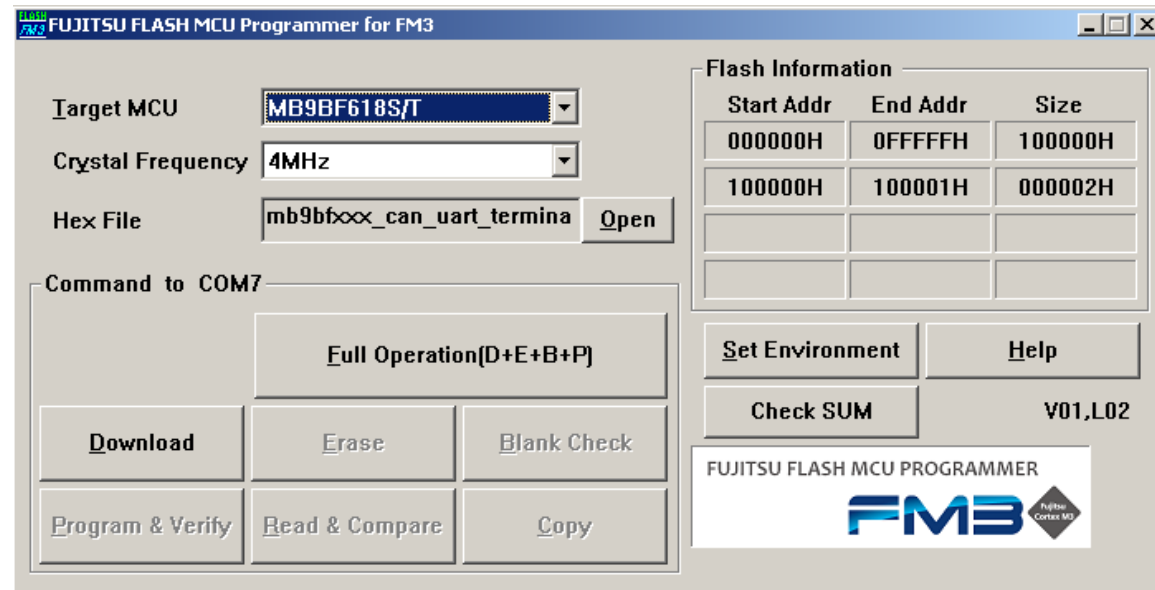 FLASH
FM3
FUJITSU FLASH MCU Programmer for FM3
Target MCU
MB9BF618S/T
Crystal Frequency
4MHz
Hex File
mb9bfxxx_can_uart_termina
Open
Command to COM7
Full Operation(D+E+B+P)
Download
Erase
Blank Check
Program & Verify
Read & Compare
Copy
Flash Information
Start Addr End Addr Size
000000H 0FFFFFH 100000H
100000H 100001H 000002H
Set Environment
Help
Check SUM
V01,L02
FUJITSU FLASH MCU PROGRAMMER
FM3
Fujitsu
Cortex M3